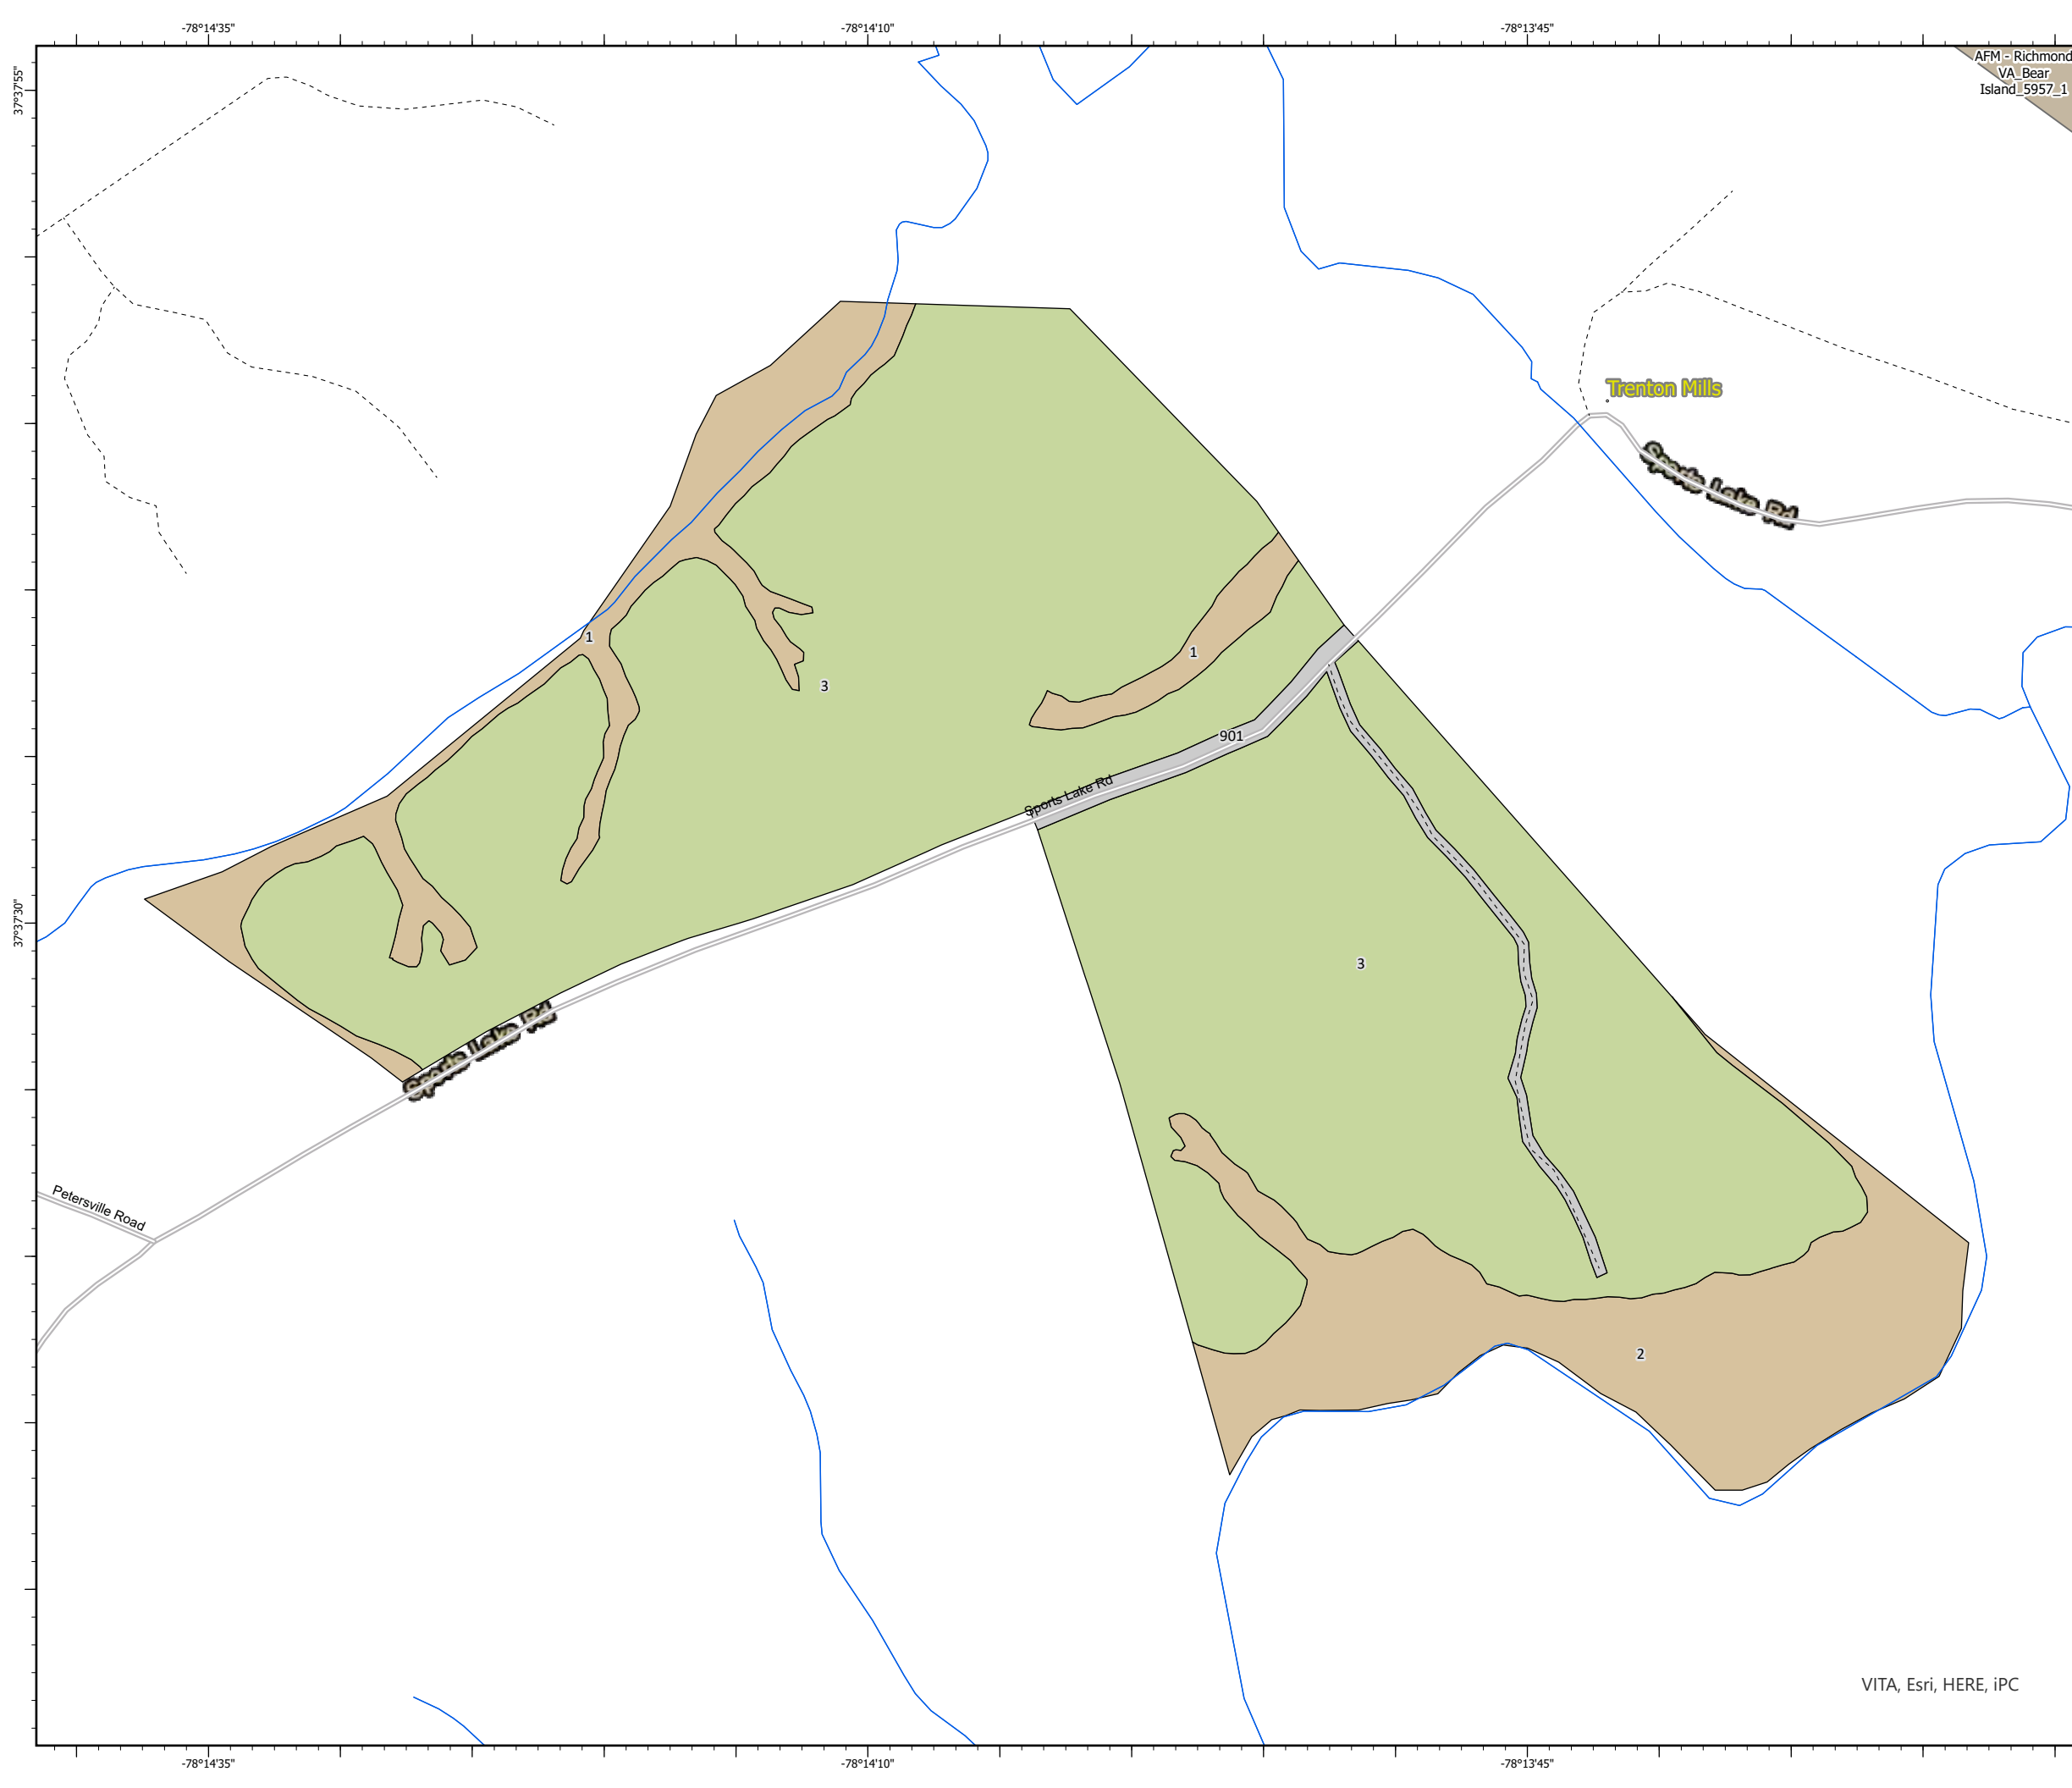 -78°14'35"
-78°14'10"
-78°13'45"
37°37'55"
AFM - Richmond
VA_Bear
Island_5957_1
Trenton Mills
Sports Lake Rd
1
1
3
901
Sports Lake Rd
37°37'30"
3
Sports Lake Rd
Petersville Road
2
VITA, Esri, HERE, iPC
-78°14'35"
-78°14'10"
-78°13'45"